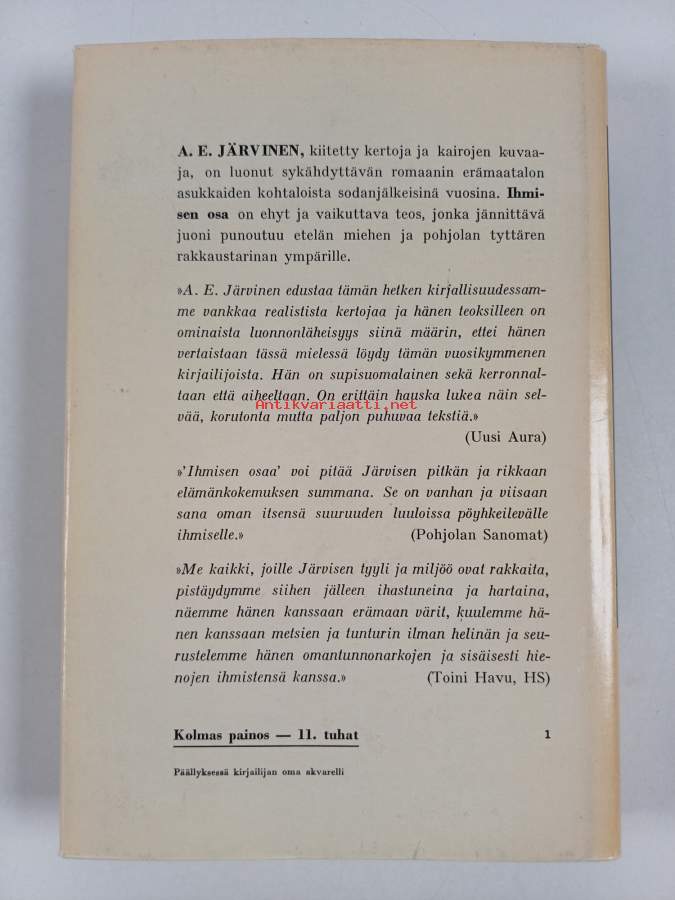 A. E. JÄRVINEN, kiitetty kertoja ja kairojen kuvaa-
ja, on luonut sykähdyttävän romaanin erämaatalon
asukkaiden kohtaloista sodanjälkeisinä vuosina. Ihmi-
sen osa on ehyt ja vaikuttava teos, jonka jännittävä
juoni punoutuu etelän miehen ja pohjolan tyttären
rakkaustarinan ympärille.
»A. E. Järvinen edustaa tämän hetken kirjallisuudessam-
me vankkaa realistista kertojaa ja hänen teoksilleen on
ominaista luonnonläheisyys siinä määrin, ettei hänen
vertaistaan tässä mielessä löydy tämän vuosikymmenen
kirjailijoista. Hän on supisuomalainen sekä kerronnal-
taan että aiheeltaan. On erittäin hauska lukea näin sel-
Antikvariaatti.net
vää, korutonta mutta paljon puhuvaa tekstiä.»
(Uusi Aura)
»'Ihmisen osaa' voi pitää Järvisen pitkän ja rikkaan
elämänkokemuksen summana. Se on vanhan ja viisaan
sana oman itsensä suuruuden luuloissa pöyhkeilevälle
ihmiselle.» (Pohjolan Sanomat)
»Me kaikki, joille Järvisen tyyli ja miljöö ovat rakkaita,
pistäydymme siihen jälleen ihastuneina ja hartaina,
näemme hänen kanssaan erämaan värit, kuulemme hä-
nen kanssaan metsien ja tunturin ilman helinän ja seu-
rustelemme hänen omantunnonarkojen ja sisäisesti hie-
nojen ihmistensä kanssa.» (Toini Havu, HS)
Kolmas painos — 11. tuhat 1
Päällyksessä kirjailijan oma akvarelli